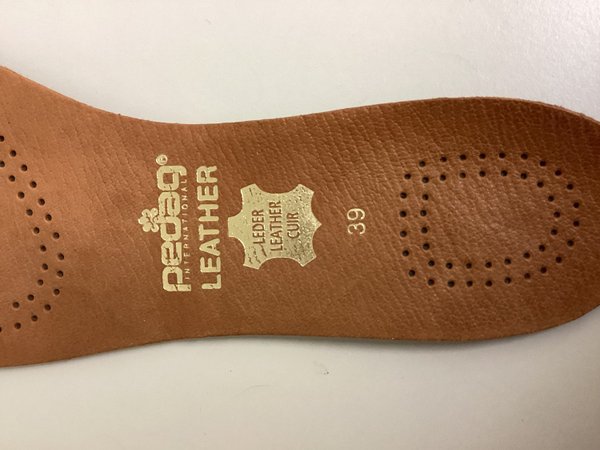 pedag©
INTERNATIONAL
LEATHER
LEDER
LEATHER
CUIR
39